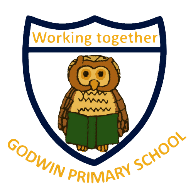 Working together
GODWIN PRIMARY SCHOOL